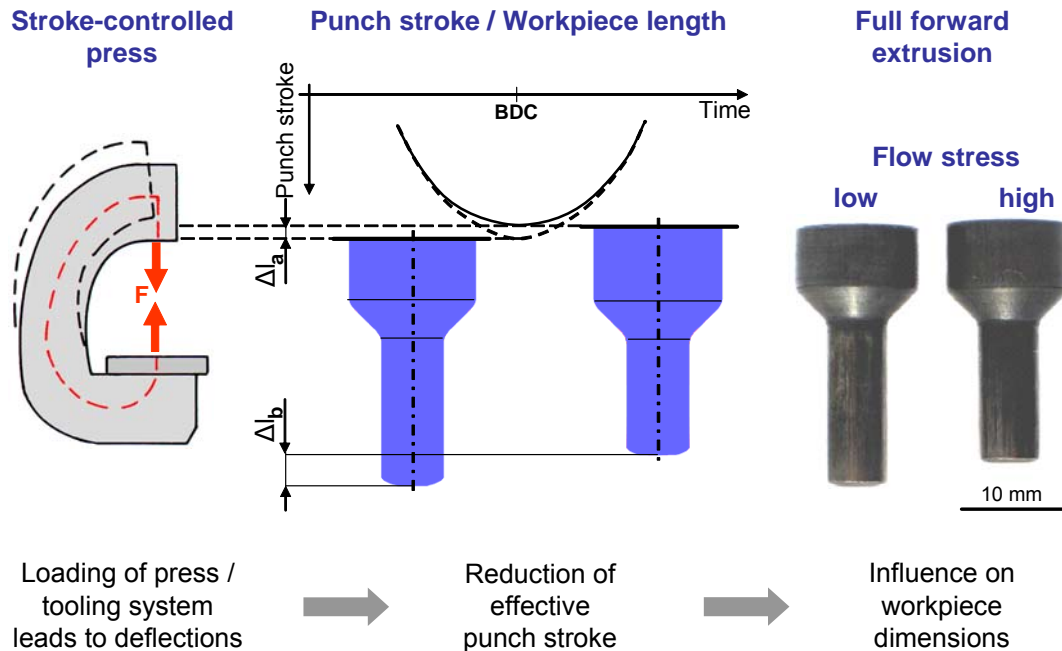 Stroke-controlled
press
Punch stroke / Workpiece length
Full forward
extrusion
Punch stroke
BDC
Time
Flow stress
low
high
F
Δlₐ
Δl_b
10 mm
Loading of press /
tooling system
leads to deflections
Reduction of
effective
punch stroke
Influence on
workpiece
dimensions